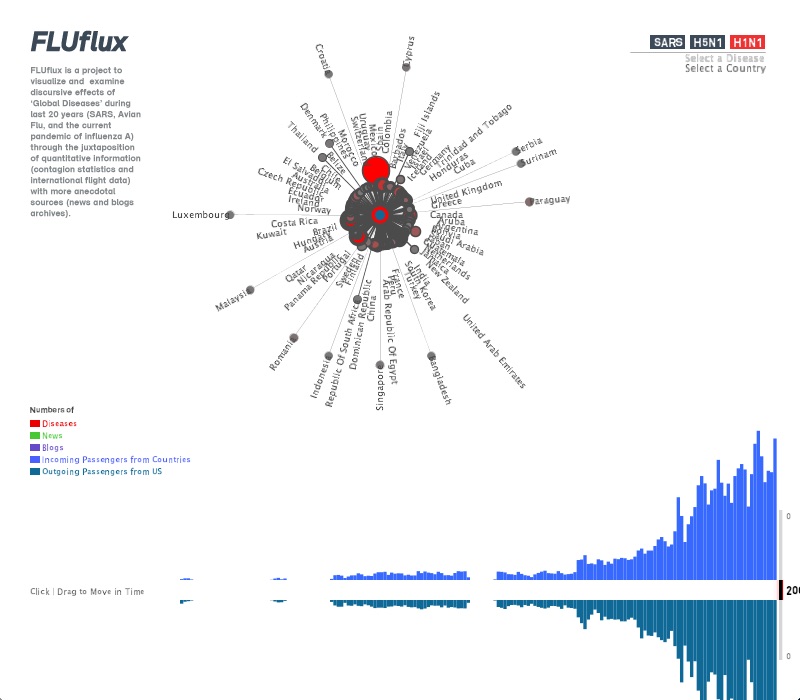 FLUflux
FLUflux is a project to
visualize and examine
discursive effects of
'Global Diseases' during
last 20 years (SARS, Avian
Flu, and the current
pandemic of Influenza A)
through the juxtaposition
of quantitative information
(contagion statistics and
international flight data)
with more anecdotal
sources (news and blogs
archives).
SARS H5N1 H1N1
Select a Disease
Select a Country
Croatia
Cyprus
Fiji Islands
Trinidad and Tobago
Serbia
Surinam
Paraguay
Denmark
Philippines
Thailand
Morocco
Switzerland
Uruguay
Mexico
Spain
Colombia
Barbados
Venezuela
Iceland
Germany
Honduras
Cuba
El Salvador
Czech Republic
Australia
Belgium
Chile
Belize
Ecuador
Ireland
Norway
United Kingdom
Greece
Canada
Aruba
Argentina
Luxembourg
Costa Rica
Kuwait
Brazil
Hungary
Austria
Saudi Arabia
Guatemala
Netherlands
Jamaica
New Zealand
Qatar
Nicaragua
Panama Republic
Portugal
Sweden
Finland
India
South Korea
Turkey
France
Peru
Malaysia
Romania
Indonesia
Republic Of South Africa
Dominican Republic
China
Singapore
Arab Republic Of Egypt
Bangladesh
United Arab Emirates
Numbers of
Diseases
News
Blogs
Incoming Passengers from Countries
Outgoing Passengers from US
0
Click | Drag to Move in Time
200
0